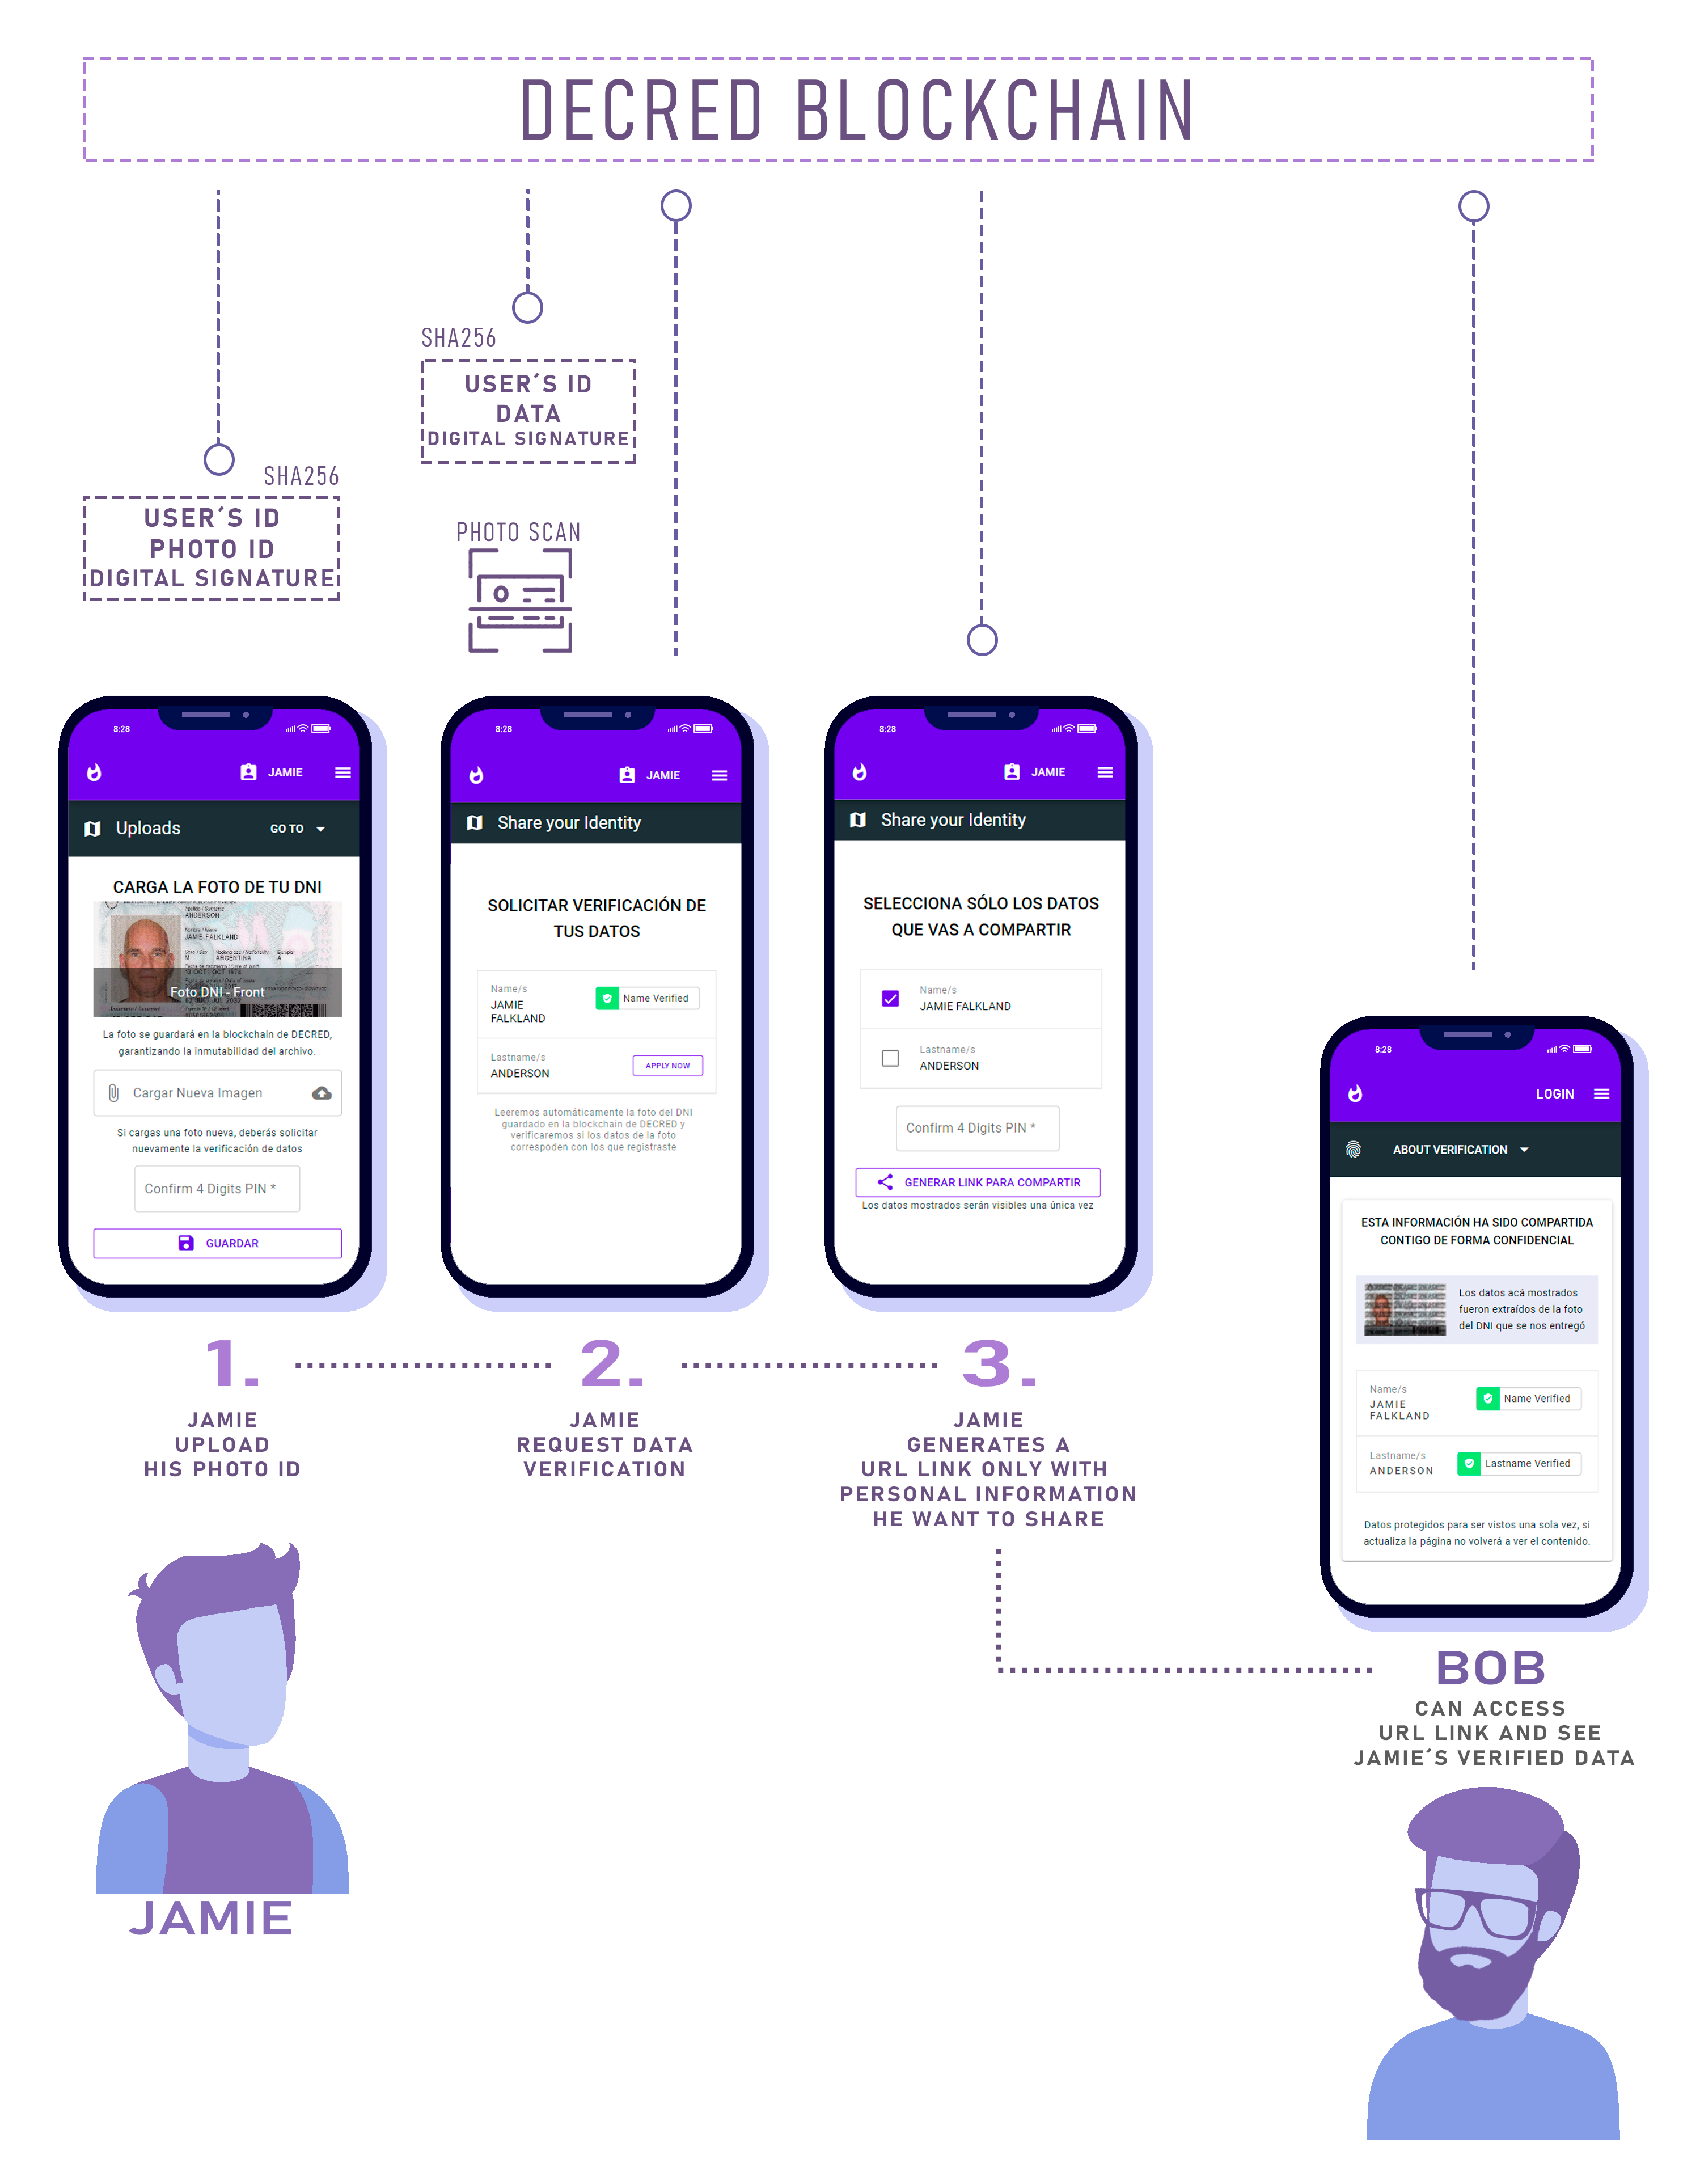 DECRED BLOCKCHAIN
SHA256
USER´S ID
DATA
DIGITAL SIGNATURE
SHA256
USER´S ID
PHOTO ID
DIGITAL SIGNATURE
PHOTO SCAN
8:28
JAMIE
Uploads
GO TO
CARGA LA FOTO DE TU DNI
ANDERSON
JAMIE FALKLAND
ARGENTINA
Foto DNI - Front
La foto se guardará en la blockchain de DECRED,
garantizando la inmutabilidad del archivo.
Cargar Nueva Imagen
Si cargas una foto nueva, deberás solicitar
nuevamente la verificación de datos
Confirm 4 Digits PIN *
GUARDAR
8:28
JAMIE
Share your Identity
SOLICITAR VERIFICACIÓN DE
TUS DATOS
Name/s
JAMIE
FALKLAND
Name Verified
Lastname/s
ANDERSON
APPLY NOW
Leeremos automáticamente la foto del DNI
guardado en la blockchain de DECRED y
verificaremos si los datos de la foto
correspoden con los que registraste
8:28
JAMIE
Share your Identity
SELECCIONA SÓLO LOS DATOS
QUE VAS A COMPARTIR
Name/s
JAMIE FALKLAND
Lastname/s
ANDERSON
Confirm 4 Digits PIN *
GENERAR LINK PARA COMPARTIR
Los datos mostrados serán visibles una única vez
8:28
LOGIN
ABOUT VERIFICATION
ESTA INFORMACIÓN HA SIDO COMPARTIDA
CONTIGO DE FORMA CONFIDENCIAL
Los datos acá mostrados
fueron extraídos de la foto
del DNI que se nos entregó
Name/s
JAMIE
FALKLAND
Name Verified
Lastname/s
ANDERSON
Lastname Verified
Datos protegidos para ser vistos una sola vez, si
actualiza la página no volverá a ver el contenido.
1.
JAMIE
UPLOAD
HIS PHOTO ID
2.
JAMIE
REQUEST DATA
VERIFICATION
3.
JAMIE
GENERATES A
URL LINK ONLY WITH
PERSONAL INFORMATION
HE WANT TO SHARE
BOB
CAN ACCESS
URL LINK AND SEE
JAMIE´S VERIFIED DATA
JAMIE